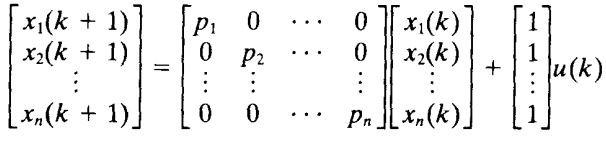 x₁(k + 1) p₁ 0 ⋯ 0 x₁(k) 1
x₂(k + 1) 0 p₂ ⋯ 0 x₂(k) 1
⋮ = ⋮ ⋮ ⋮ ⋮ + ⋮ u(k)
xₙ(k + 1) 0 0 ⋯ pₙ xₙ(k) 1